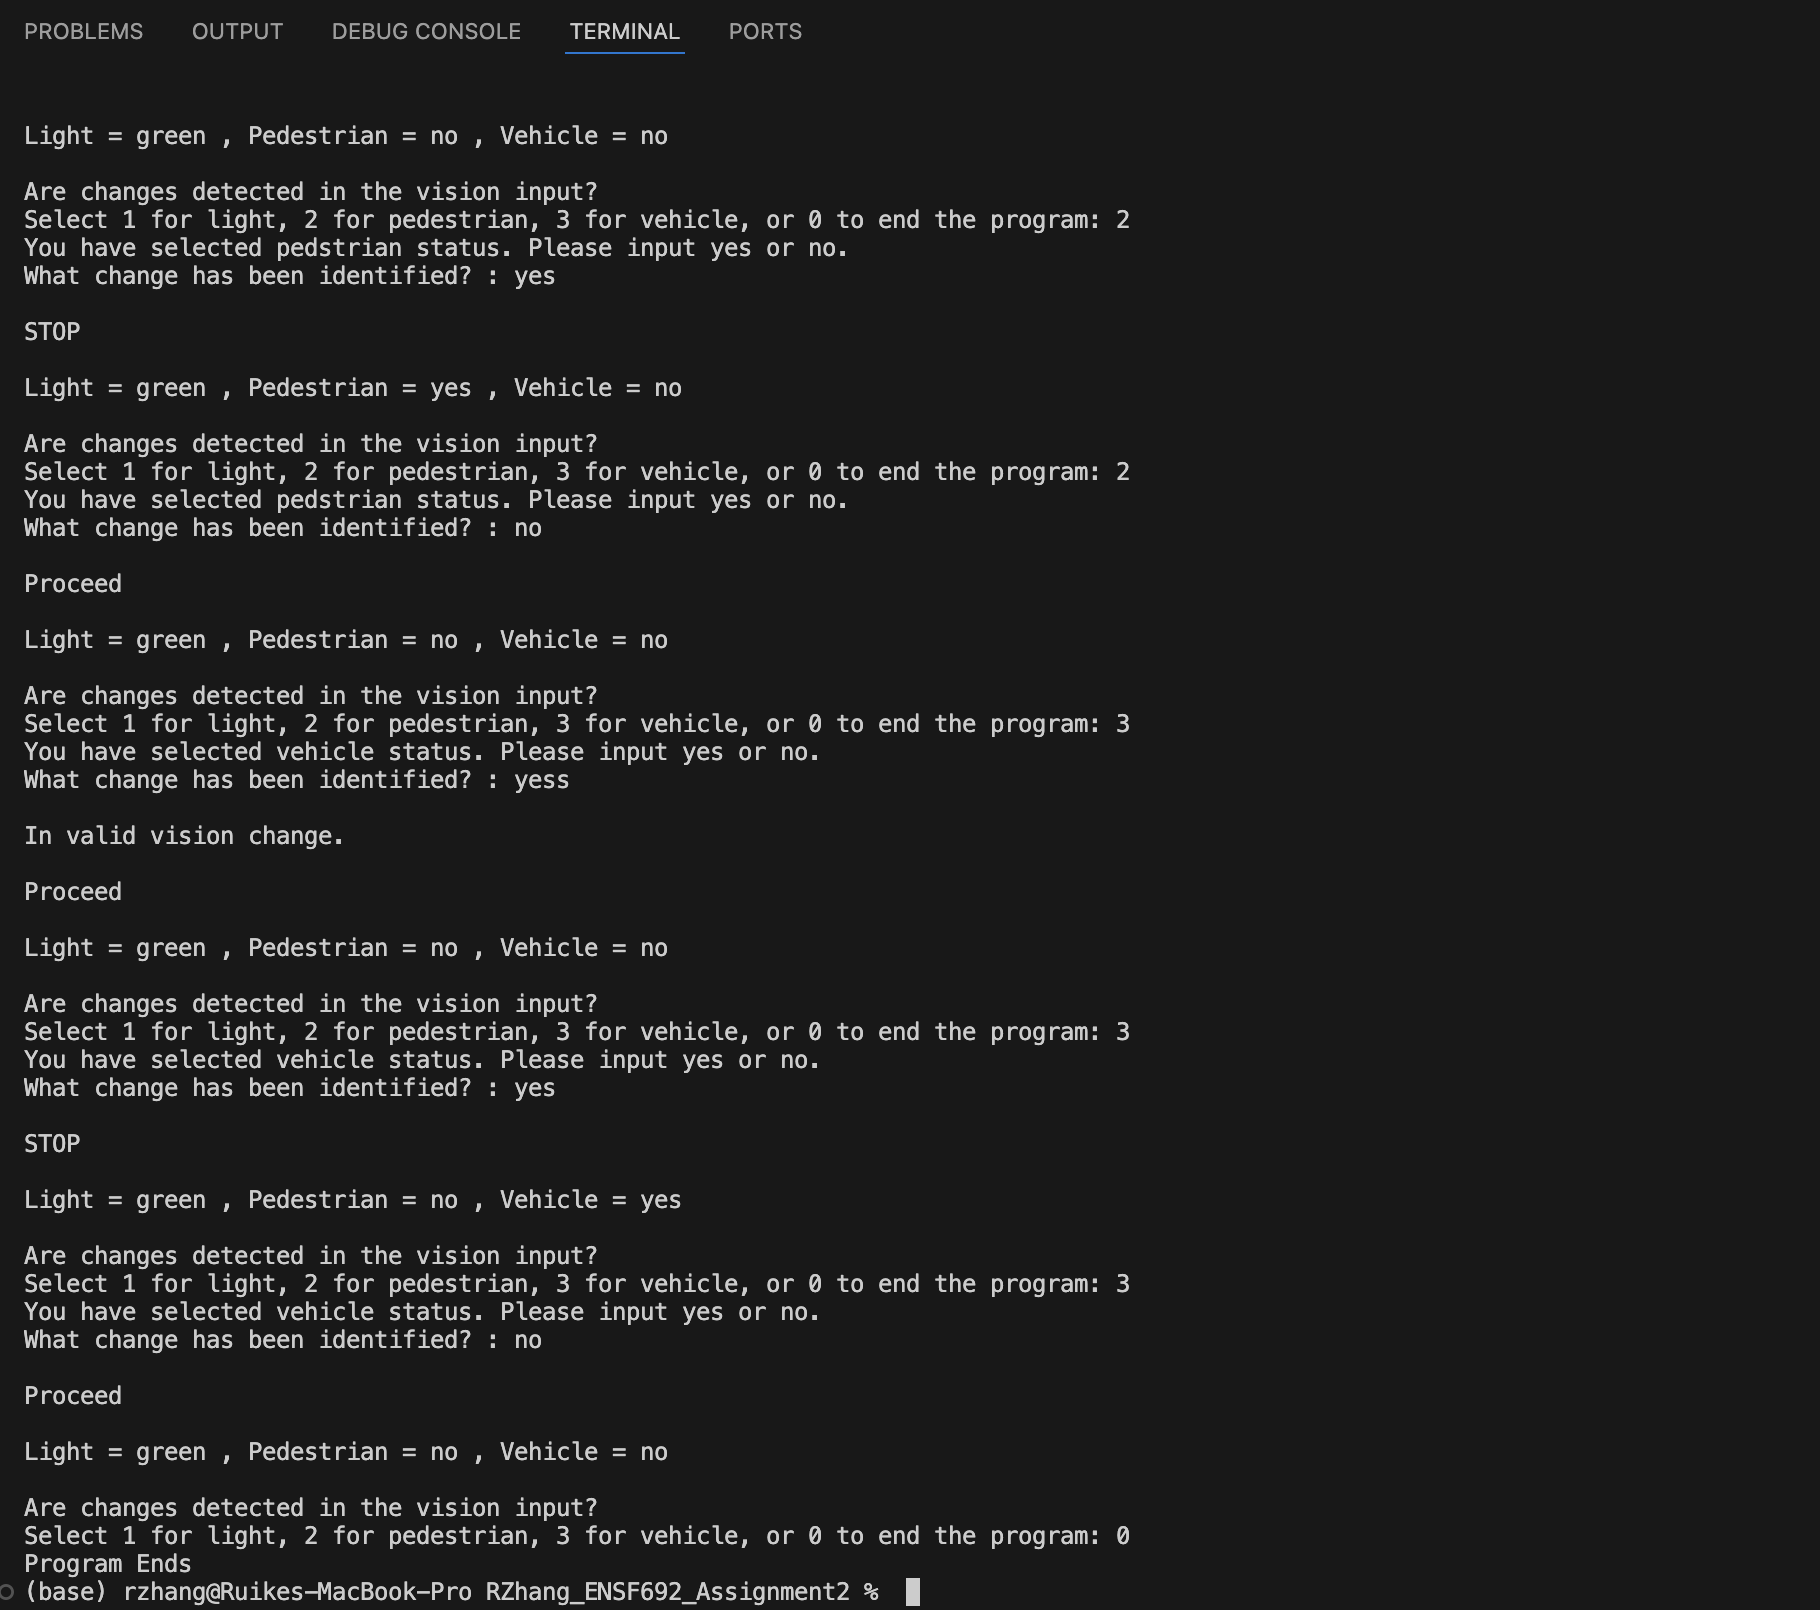 PROBLEMS OUTPUT DEBUG CONSOLE TERMINAL PORTS
Light = green , Pedestrian = no , Vehicle = no
Are changes detected in the vision input?
Select 1 for light, 2 for pedestrian, 3 for vehicle, or 0 to end the program: 2
You have selected pedstrian status. Please input yes or no.
What change has been identified? : yes
STOP
Light = green , Pedestrian = yes , Vehicle = no
Are changes detected in the vision input?
Select 1 for light, 2 for pedestrian, 3 for vehicle, or 0 to end the program: 2
You have selected pedstrian status. Please input yes or no.
What change has been identified? : no
Proceed
Light = green , Pedestrian = no , Vehicle = no
Are changes detected in the vision input?
Select 1 for light, 2 for pedestrian, 3 for vehicle, or 0 to end the program: 3
You have selected vehicle status. Please input yes or no.
What change has been identified? : yess
In valid vision change.
Proceed
Light = green , Pedestrian = no , Vehicle = no
Are changes detected in the vision input?
Select 1 for light, 2 for pedestrian, 3 for vehicle, or 0 to end the program: 3
You have selected vehicle status. Please input yes or no.
What change has been identified? : yes
STOP
Light = green , Pedestrian = no , Vehicle = yes
Are changes detected in the vision input?
Select 1 for light, 2 for pedestrian, 3 for vehicle, or 0 to end the program: 3
You have selected vehicle status. Please input yes or no.
What change has been identified? : no
Proceed
Light = green , Pedestrian = no , Vehicle = no
Are changes detected in the vision input?
Select 1 for light, 2 for pedestrian, 3 for vehicle, or 0 to end the program: 0
Program Ends
(base) rzhang@Ruikes-MacBook-Pro RZhang_ENSF692_Assignment2 %